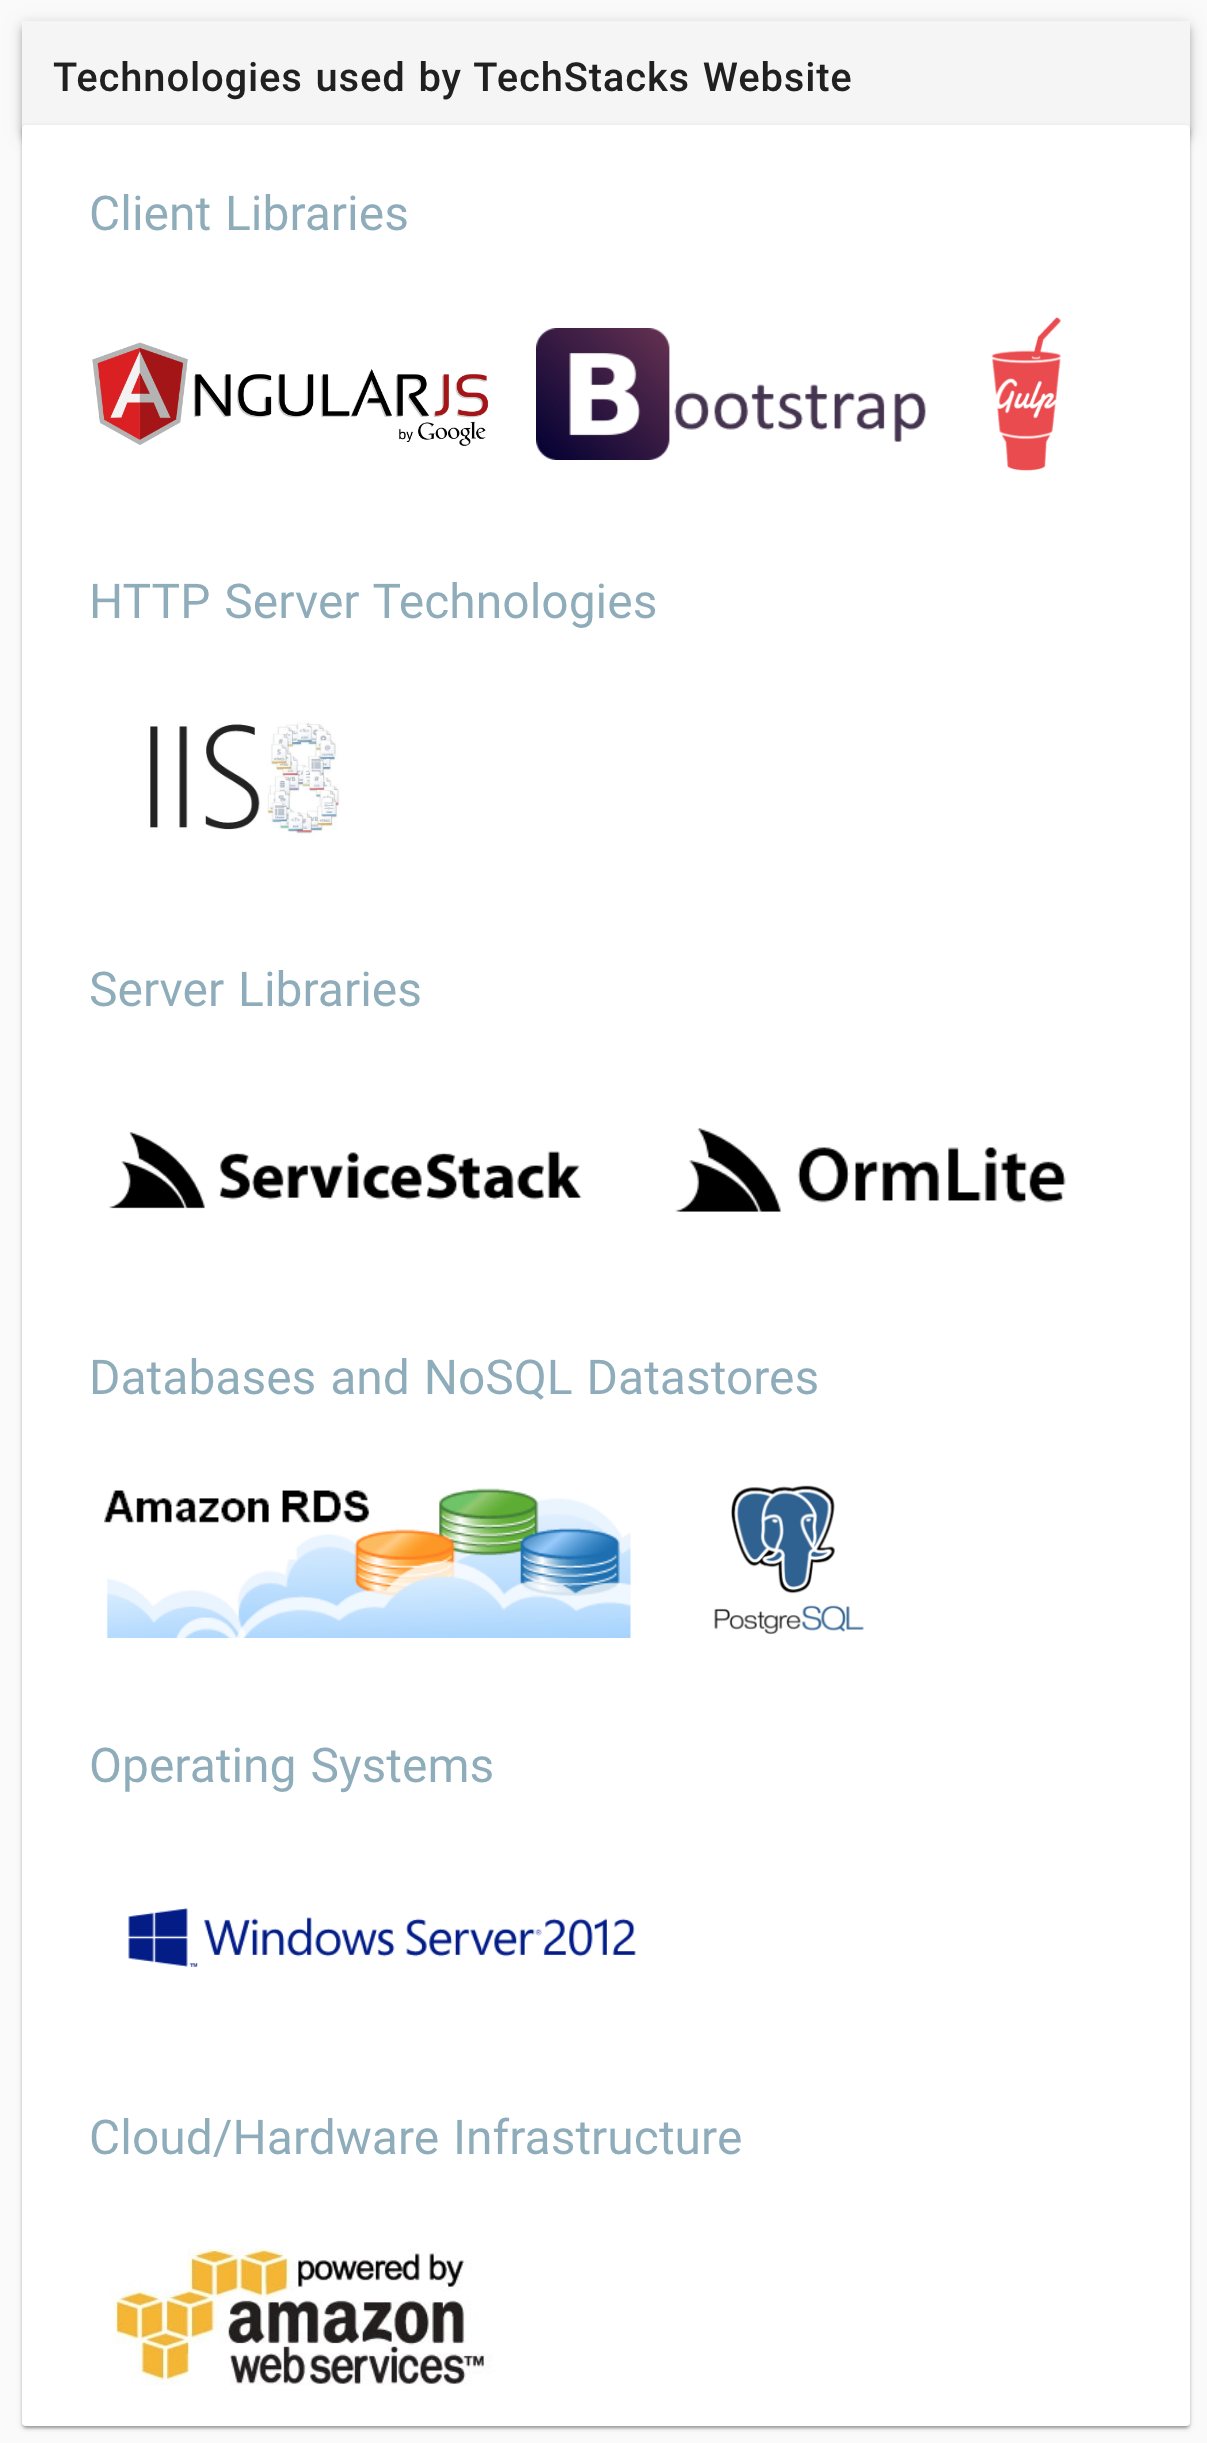 Technologies used by TechStacks Website
Client Libraries
ANGULARJS
by Google
Bootstrap
Gulp
HTTP Server Technologies
IIS8
Server Libraries
ServiceStack
OrmLite
Databases and NoSQL Datastores
Amazon RDS
PostgreSQL
Operating Systems
Windows Server® 2012
Cloud/Hardware Infrastructure
powered by
amazon
web services™